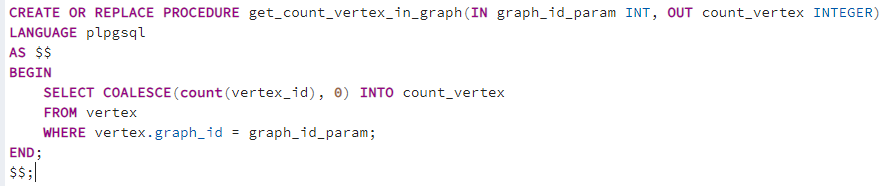 CREATE OR REPLACE PROCEDURE get_count_vertex_in_graph(IN graph_id_param INT, OUT count_vertex INTEGER)
LANGUAGE plpgsql
AS $$
BEGIN
    SELECT COALESCE(count(vertex_id), 0) INTO count_vertex
    FROM vertex
    WHERE vertex.graph_id = graph_id_param;
END;
$$;